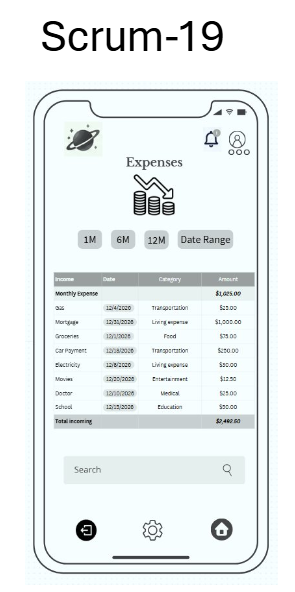 Scrum-19
Expenses
1M 6M 12M Date Range
Income Date Category Amount
Monthly Expense $1,025.00
Gas 12/4/2026 Transportation $25.00
Mortgage 12/31/2026 Living expense $1,000.00
Groceries 12/1/2026 Food $75.00
Car Payment 12/18/2026 Transportation $250.00
Electricity 12/8/2026 Living expense $50.00
Movies 12/20/2026 Entertainment $12.50
Doctor 12/10/2026 Medical $25.00
School 12/15/2026 Education $50.00
Total Incoming $2,492.50
Search